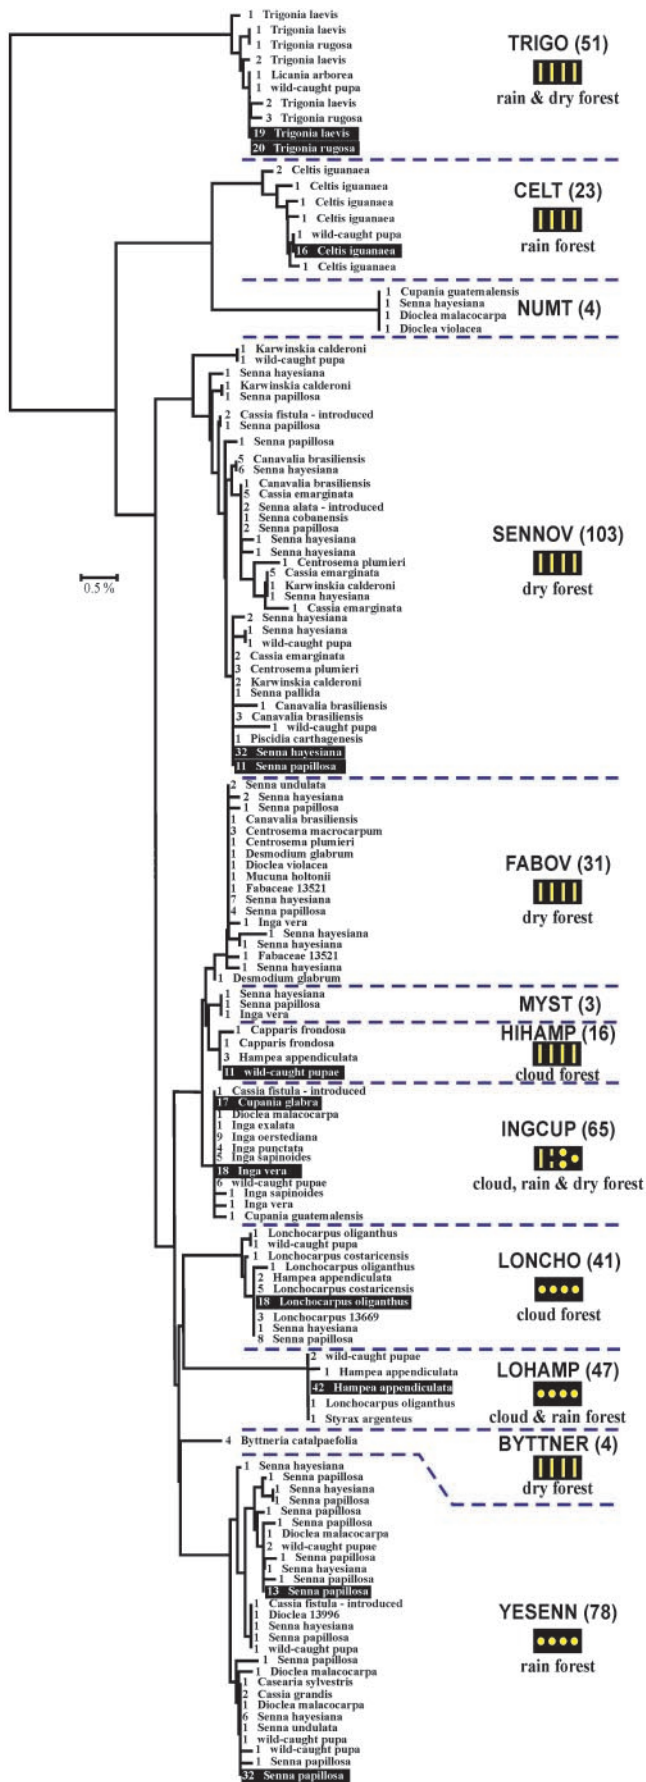 1 Trigonia laevis
1 Trigonia laevis
1 Trigonia rugosa
2 Trigonia laevis
1 Licania arborea
1 wild-caught pupa
2 Trigonia laevis
3 Trigonia rugosa
19 Trigonia laevis
20 Trigonia rugosa
TRIGO (51)
rain & dry forest
2 Celtis iguanaea
1 Celtis iguanaea
1 Celtis iguanaea
1 Celtis iguanaea
1 wild-caught pupa
16 Celtis iguanaea
1 Celtis iguanaea
CELT (23)
rain forest
1 Cupania guatemalensis
1 Senna hayesiana
1 Dioclea malacocarpa
1 Dioclea violacea
NUMT (4)
1 Karwinskia calderoni
1 wild-caught pupa
1 Senna hayesiana
1 Karwinskia calderoni
1 Senna papillosa
2 Cassia fistula - introduced
1 Senna papillosa
1 Senna papillosa
5 Canavalia brasiliensis
6 Senna hayesiana
1 Canavalia brasiliensis
5 Cassia emarginata
2 Senna alata - introduced
1 Senna cobanensis
2 Senna papillosa
1 Senna hayesiana
1 Senna hayesiana
1 Centrosema plumieri
5 Cassia emarginata
1 Karwinskia calderoni
1 Senna hayesiana
1 Cassia emarginata
2 Senna hayesiana
1 Senna hayesiana
1 wild-caught pupa
2 Cassia emarginata
3 Centrosema plumieri
2 Karwinskia calderoni
1 Senna pallida
1 Canavalia brasiliensis
3 Canavalia brasiliensis
1 wild-caught pupa
1 Piscidia carthagenesis
32 Senna hayesiana
11 Senna papillosa
SENNOV (103)
dry forest
0.5 %
2 Senna undulata
2 Senna hayesiana
1 Senna papillosa
1 Canavalia brasiliensis
3 Centrosema macrocarpum
1 Centrosema plumieri
1 Desmodium glabrum
1 Dioclea violacea
1 Mucuna holtonii
1 Fabaceae 13521
7 Senna hayesiana
4 Senna papillosa
1 Inga vera
1 Senna hayesiana
1 Senna hayesiana
1 Fabaceae 13521
1 Senna hayesiana
1 Desmodium glabrum
FABOV (31)
dry forest
1 Senna hayesiana
1 Senna papillosa
1 Inga vera
MYST (3)
1 Capparis frondosa
1 Capparis frondosa
3 Hampea appendiculata
11 wild-caught pupae
HIHAMP (16)
cloud forest
1 Cassia fistula - introduced
17 Cupania glabra
1 Dioclea malacocarpa
1 Inga exalata
9 Inga oerstediana
4 Inga punctata
5 Inga sapinoides
18 Inga vera
6 wild-caught pupae
1 Inga sapinoides
1 Inga vera
1 Cupania guatemalensis
INGCUP (65)
cloud, rain & dry forest
1 Lonchocarpus oliganthus
1 wild-caught pupa
1 Lonchocarpus costaricensis
1 Lonchocarpus oliganthus
2 Hampea appendiculata
5 Lonchocarpus costaricensis
18 Lonchocarpus oliganthus
3 Lonchocarpus 13669
1 Senna hayesiana
8 Senna papillosa
LONCHO (41)
cloud forest
2 wild-caught pupae
1 Hampea appendiculata
42 Hampea appendiculata
1 Lonchocarpus oliganthus
1 Styrax argenteus
LOHAMP (47)
cloud & rain forest
4 Byttneria catalpaefolia
BYTTNER (4)
dry forest
1 Senna hayesiana
1 Senna papillosa
1 Senna hayesiana
1 Senna papillosa
1 Senna papillosa
1 Senna papillosa
1 Dioclea malacocarpa
2 wild-caught pupae
1 Senna papillosa
1 Senna hayesiana
1 Senna papillosa
13 Senna papillosa
1 Cassia fistula - introduced
1 Dioclea 13996
1 Senna hayesiana
1 Senna papillosa
1 wild-caught pupa
1 Senna papillosa
1 Dioclea malacocarpa
1 Casearia sylvestris
2 Cassia grandis
1 Dioclea malacocarpa
6 Senna hayesiana
1 Senna undulata
1 wild-caught pupa
1 wild-caught pupa
1 Senna papillosa
32 Senna papillosa
YESENN (78)
rain forest